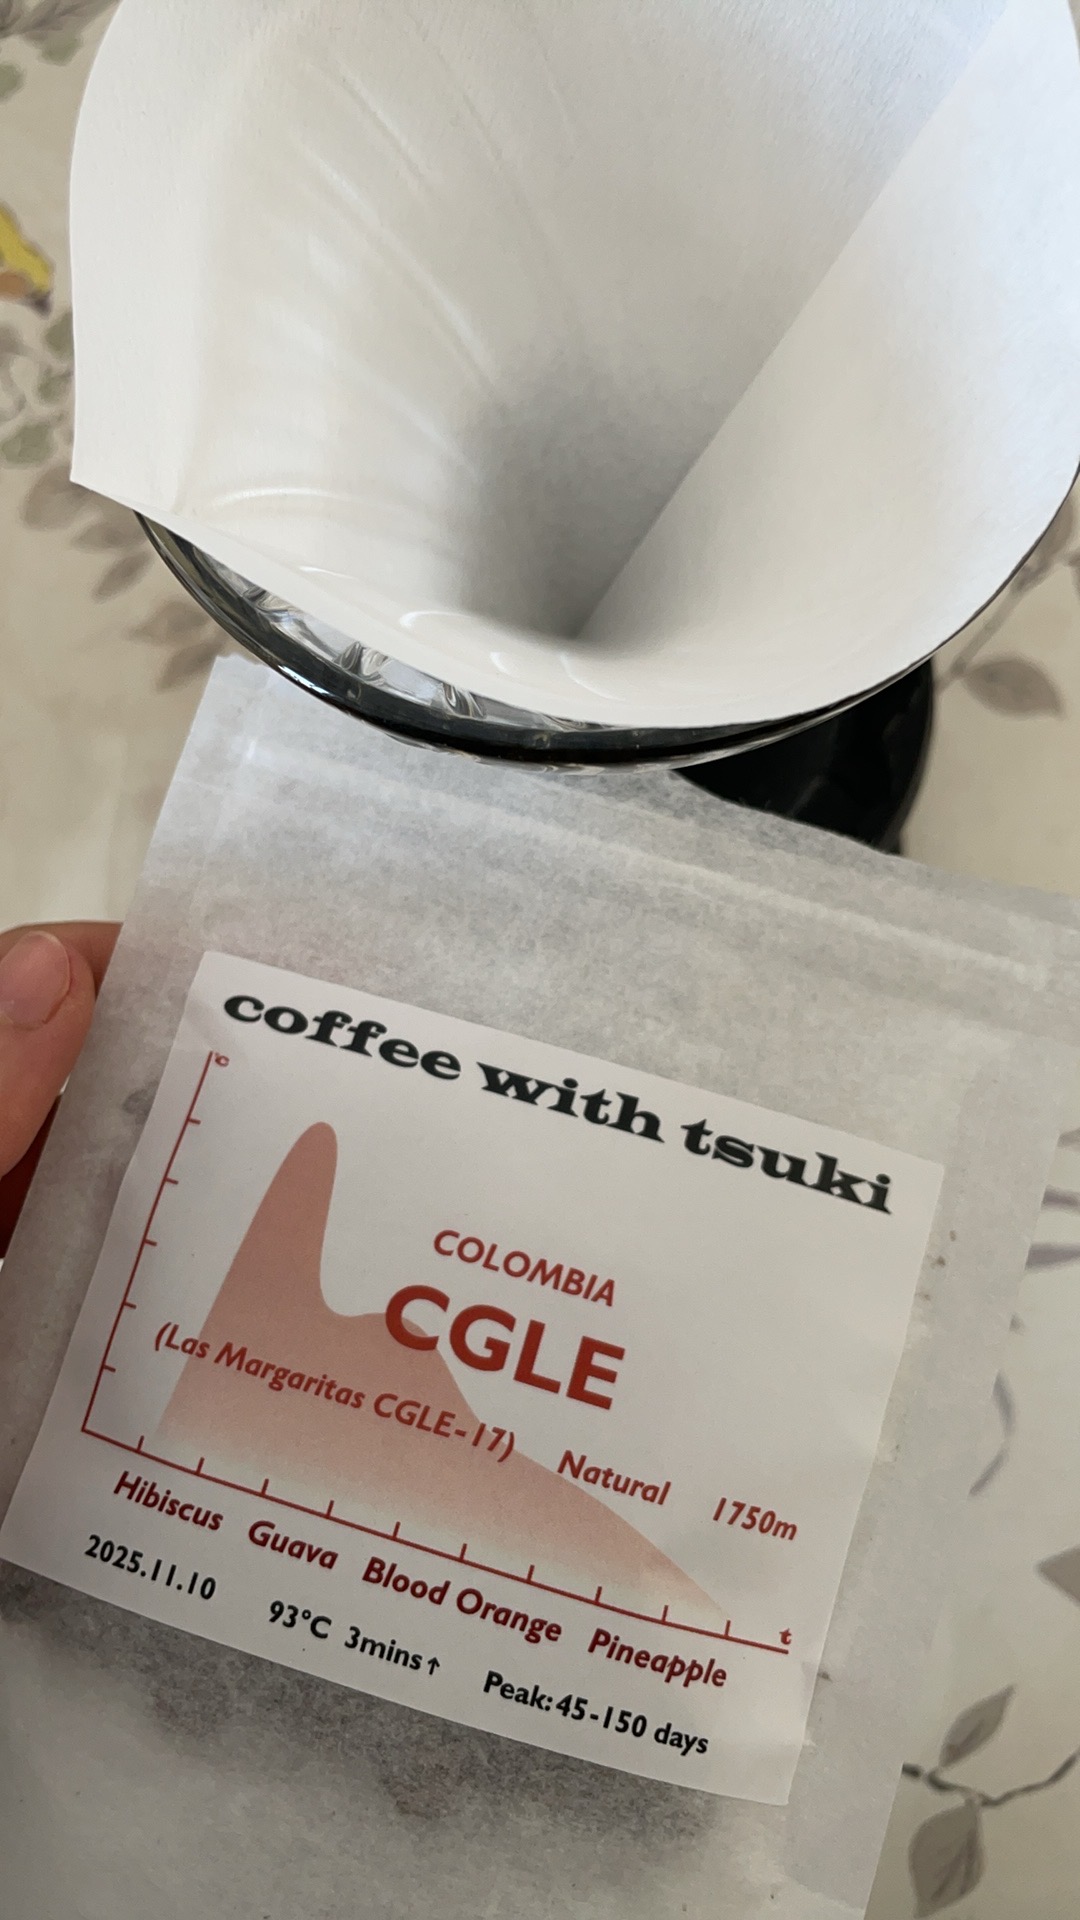 coffee with tsuki
°C
COLOMBIA
CGLE
(Las Margaritas CGLE-17) Natural 1750m
t
Hibiscus Guava Blood Orange Pineapple
2025.11.10 93°C 3mins↑ Peak:45-150 days